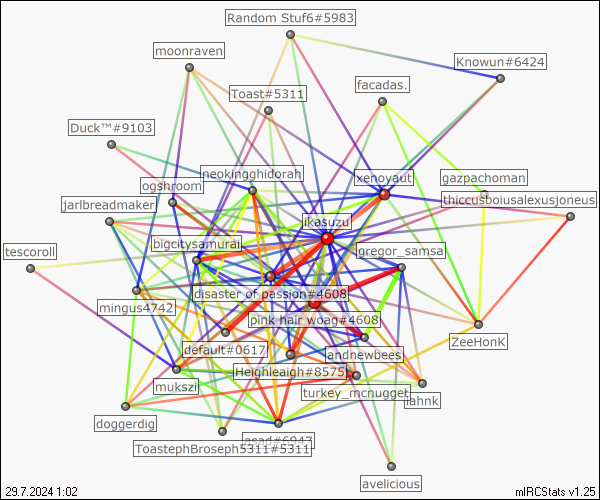 Random Stuf6#5983
moonraven
Knowun#6424
facadas.
Toast#5311
Duck™#9103
neokingghidorah
xenoyaut
gazpachoman
ogshroom
thiccusboiusalexusjoneus
jarlbreadmaker
ikasuzu
bigcitysamurai
gregor_samsa
tescoroll
disaster of passion#4608
mingus4742
pink hair woag#4608
ZeeHonK
default#0617
andnewbees
Heighleaigh#8575
mukszi
turkey_mcnugget
doggerdig
asad#6947
ToastephBroseph5311#5311
avelicious
29.7.2024 1:02
mIRCStats v1.25